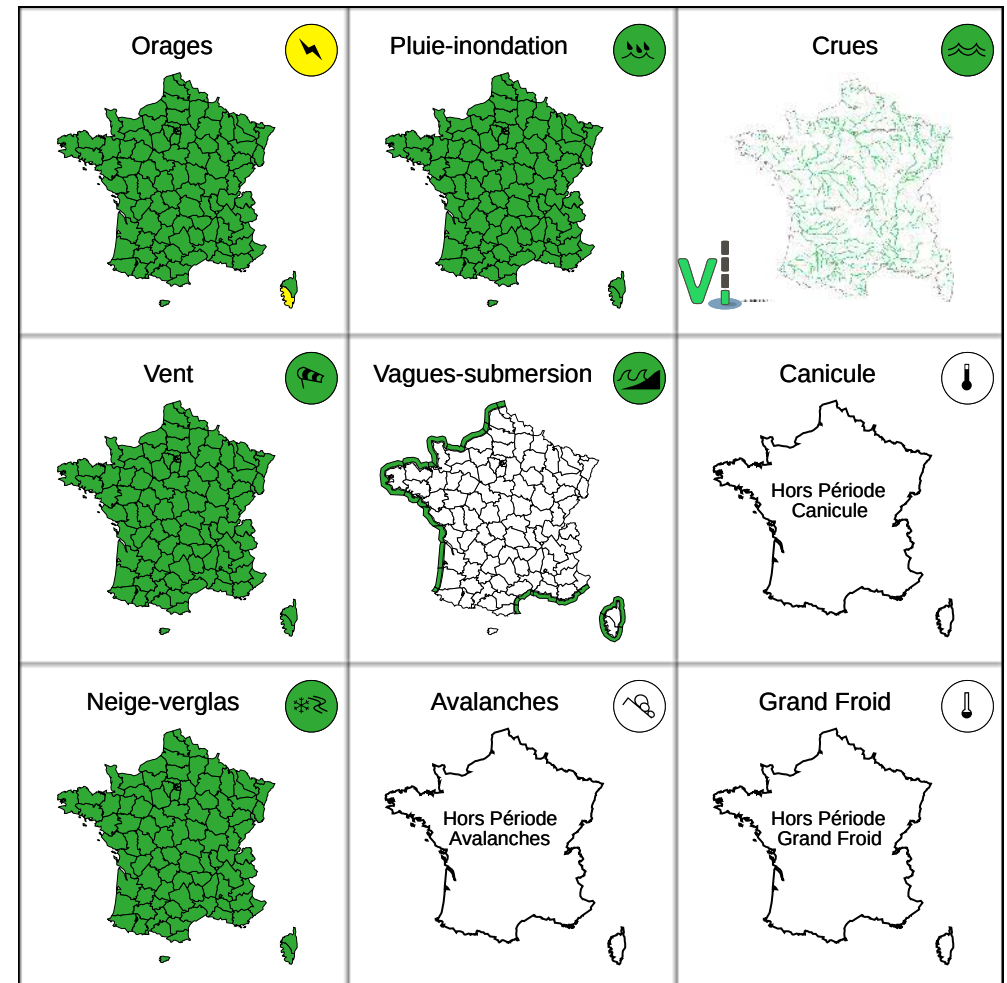 Orages
Pluie-inondation
Crues
Vent
Vagues-submersion
Canicule
Hors Période
Canicule
Neige-verglas
Avalanches
Grand Froid
Hors Période
Avalanches
Hors Période
Grand Froid